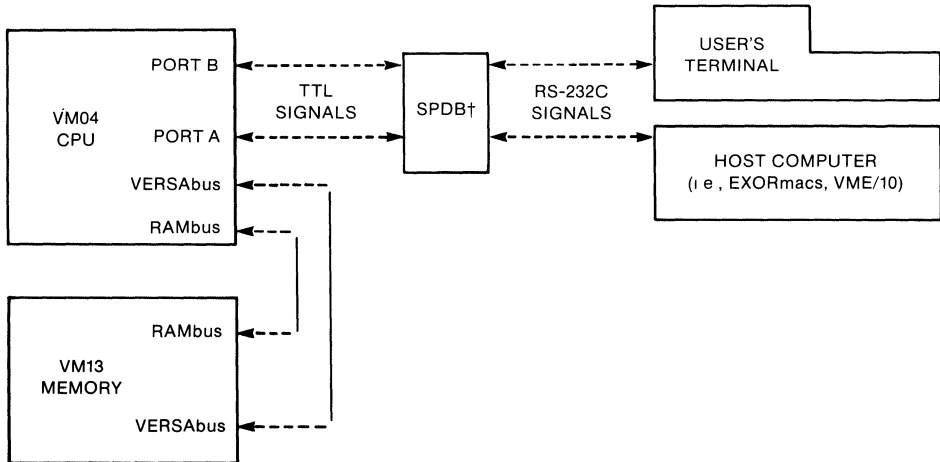 PORT B
VM04
CPU
PORT A
VERSAbus
RAMbus
TTL
SIGNALS
SPDB†
RS-232C
SIGNALS
USER'S
TERMINAL
HOST COMPUTER
(i e, EXORmacs, VME/10)
RAMbus
VM13
MEMORY
VERSAbus